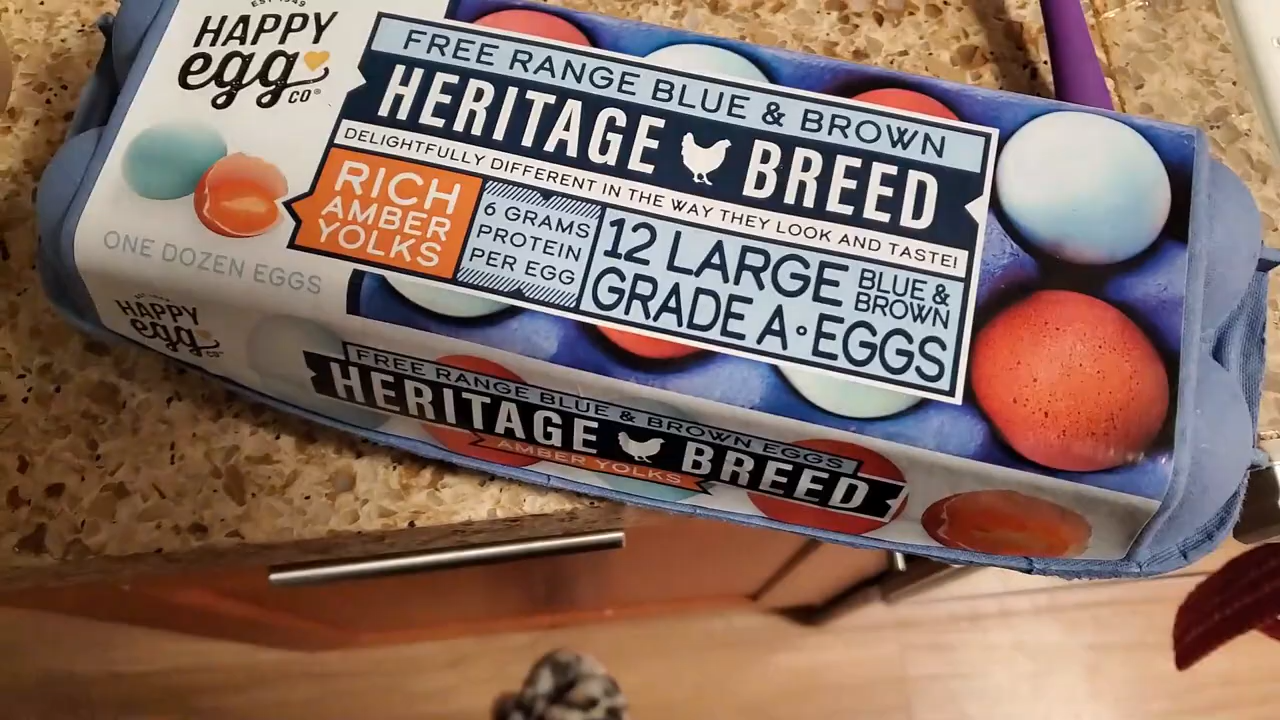 EST 1949
HAPPY
egg
CO®
FREE RANGE BLUE & BROWN
HERITAGE BREED
DELIGHTFULLY DIFFERENT IN THE WAY THEY LOOK AND TASTE!
RICH
AMBER
YOLKS
6 GRAMS
PROTEIN
PER EGG
12 LARGE BLUE & BROWN
GRADE A • EGGS
ONE DOZEN EGGS
HAPPY
egg
CO
FREE RANGE BLUE & BROWN EGGS
HERITAGE BREED
AMBER YOLKS